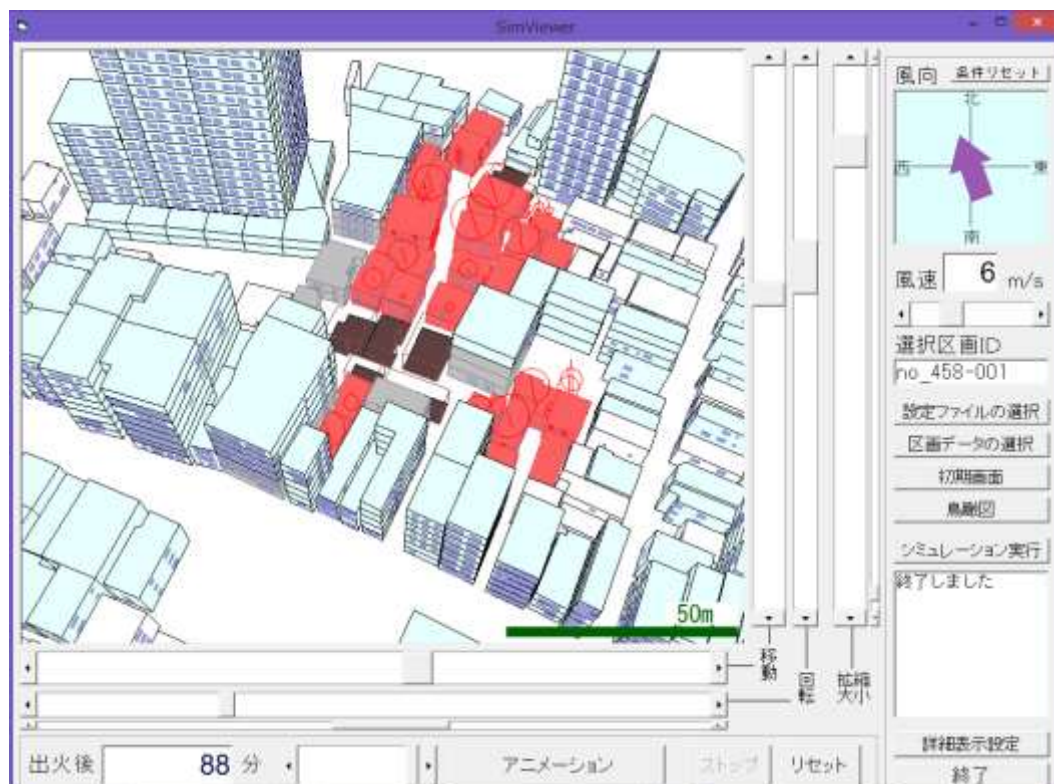 SimViewer
風向 条件リセット
北
西 東
南
風速 6 m/s
選択区画ID
no_458-001
設定ファイルの選択
区画データの選択
初期画面
鳥瞰図
シミュレーション実行
終了しました
50m
移動
回転
拡大
縮小
詳細表示設定
出火後 88 分 アニメーション ストップ リセット
終了